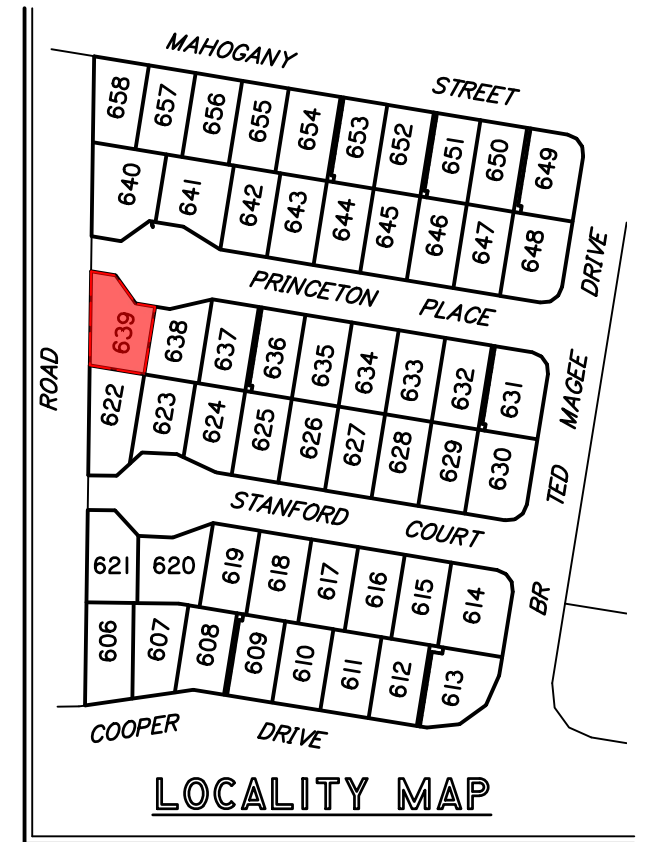 MAHOGANY STREET
658 657 656 655 654 653 652 651 650 649
640 641 642 643 644 645 646 647 648
PRINCETON PLACE
DRIVE
639 638 637 636 635 634 633 632 631
ROAD
MAGEE
622 623 624 625 626 627 628 629 630
TED
STANFORD COURT
621 620 619 618 617 616 615 614
BR
606 607 608 609 610 611 612 613
COOPER DRIVE
LOCALITY MAP